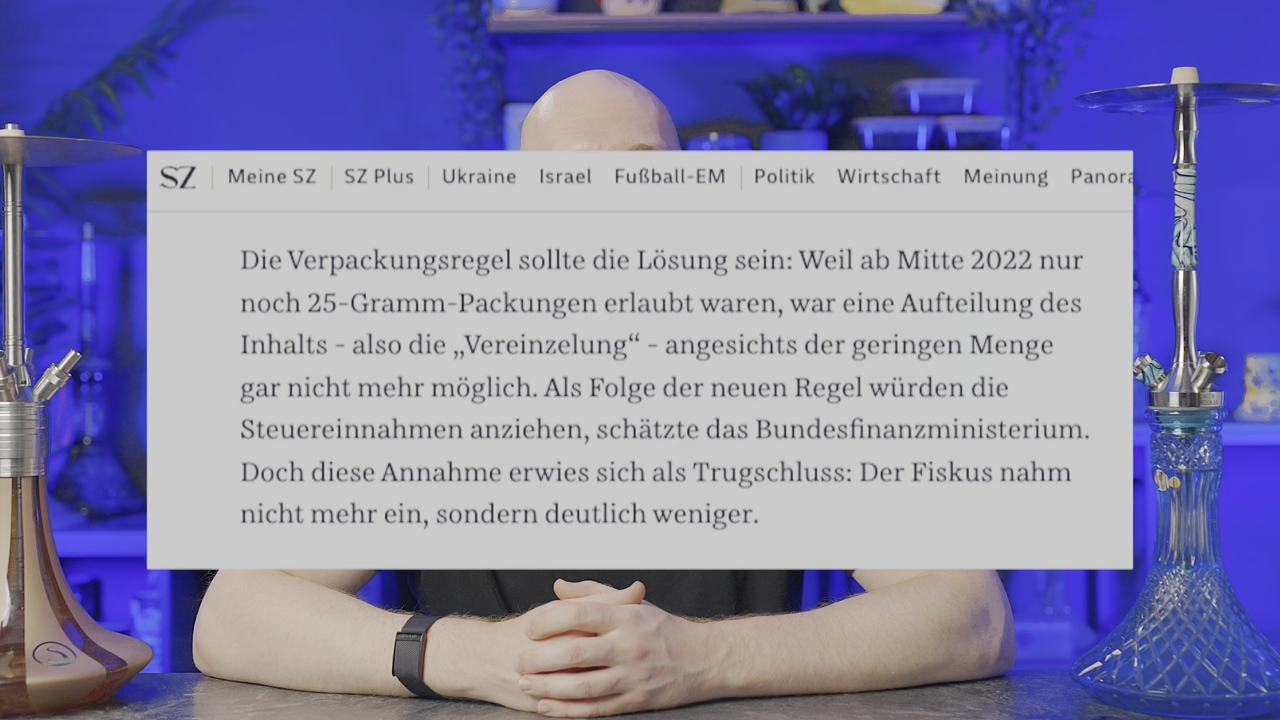 SZ Meine SZ SZ Plus Ukraine Israel Fußball-EM Politik Wirtschaft Meinung Panora
Die Verpackungsregel sollte die Lösung sein: Weil ab Mitte 2022 nur
noch 25-Gramm-Packungen erlaubt waren, war eine Aufteilung des
Inhalts - also die „Vereinzelung“ - angesichts der geringen Menge
gar nicht mehr möglich. Als Folge der neuen Regel würden die
Steuereinnahmen anziehen, schätzte das Bundesfinanzministerium.
Doch diese Annahme erwies sich als Trugschluss: Der Fiskus nahm
nicht mehr ein, sondern deutlich weniger.